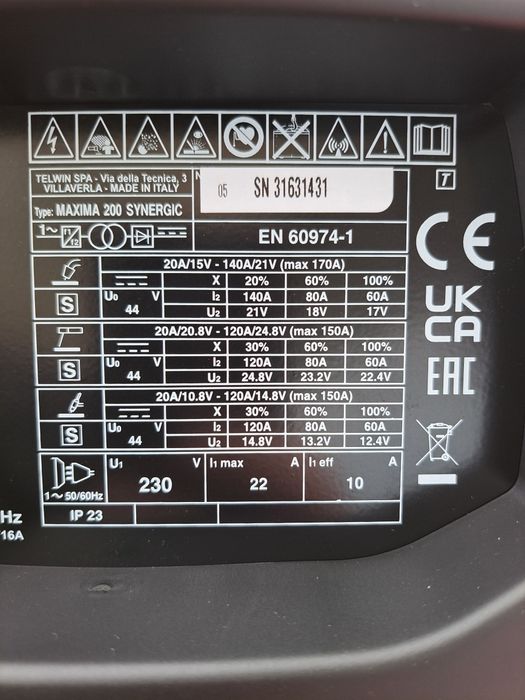 TELWIN SPA - Via della Tecnica, 3
VILLAVERLA - MADE IN ITALY
N
05 SN 31631431
T
Type: MAXIMA 200 SYNERGIC
1~ f1 f2
EN 60974-1
20A/15V - 140A/21V (max 170A)
X 20% 60% 100%
S U0 V 44
I2 140A 80A 60A
U2 21V 18V 17V
20A/20.8V - 120A/24.8V (max 150A)
X 30% 60% 100%
S U0 V 44
I2 120A 80A 60A
U2 24.8V 23.2V 22.4V
20A/10.8V - 120A/14.8V (max 150A)
X 30% 60% 100%
S U0 V 44
I2 120A 80A 60A
U2 14.8V 13.2V 12.4V
1~ 50/60Hz
U1 V 230
I1 max A 22
I1 eff A 10
IP 23
CE
UK
CA
EAC
Hz
16A